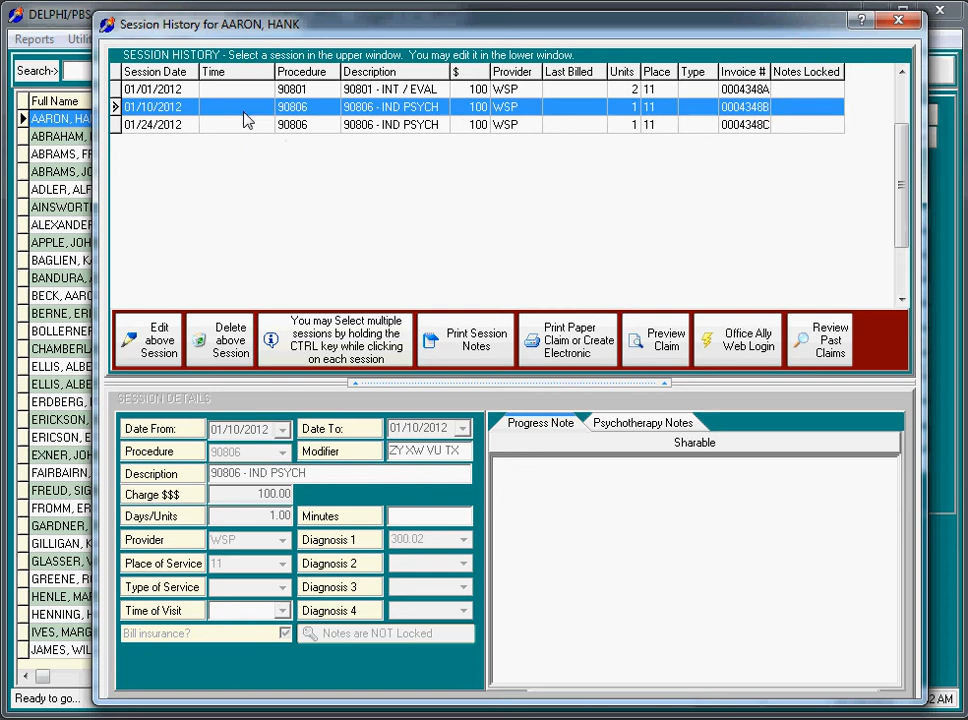 DELPHI/PBS
Session History for AARON, HANK
Reports Utili
Search->
SESSION HISTORY - Select a session in the upper window. You may edit it in the lower window.
Session Date Time Procedure Description $ Provider Last Billed Units Place Type Invoice # Notes Locked
01/01/2012 90801 90801 - INT / EVAL 100 WSP 2 11 0004348A
01/10/2012 90806 90806 - IND PSYCH 100 WSP 1 11 0004348B
01/24/2012 90806 90806 - IND PSYCH 100 WSP 1 11 0004348C
Full Name
AARON, HA
ABRAHAM,
ABRAMS, FF
ABRAMS, JO
ADLER, ALF
AINSWORT
ALEXANDER
APPLE, JOH
BAGLIEN, KA
BANDURA,
BECK, AARO
BERNE, ERI
BOLLERNER
CHAMBERLA
ELLIS, ALBE
ELLIS, ALBE
ERDBERG,
ERICKSON,
ERICSON, E
EXNER, JOH
FAIRBAIRN,
FREUD, SIG
FROMM, ER
GARDNER,
GILLIGAN, K
GLASSER, V
GREENE, RO
HENLE, MAR
HENNING, H
IVES, MARG
JAMES, WIL
Edit above Session
Delete above Session
You may Select multiple sessions by holding the CTRL key while clicking on each session
Print Session Notes
Print Paper Claim or Create Electronic
Preview Claim
Office Ally Web Login
Review Past Claims
SESSION DETAILS
Date From: 01/10/2012 Date To: 01/10/2012
Procedure 90806 Modifier ZY XW VU TX
Description 90806 - IND PSYCH
Charge $$$ 100.00
Days/Units 1.00 Minutes
Provider WSP Diagnosis 1 300.02
Place of Service 11 Diagnosis 2
Type of Service Diagnosis 3
Time of Visit Diagnosis 4
Bill insurance? Notes are NOT Locked
Progress Note Psychotherapy Notes
Sharable
Ready to go...
2 AM